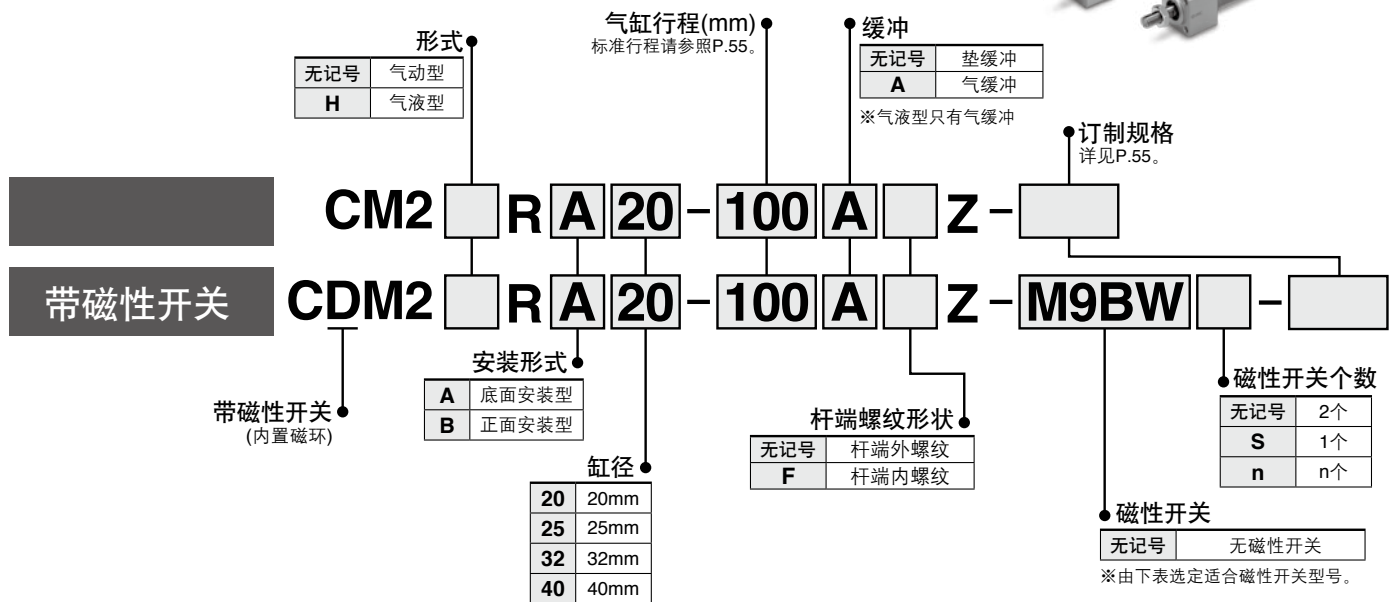 形式
无记号 气动型
H 气液型
气缸行程(mm)
标准行程请参照P.55。
缓冲
无记号 垫缓冲
A 气缓冲
※气液型只有气缓冲
订制规格
详见P.55。
CM2 R A 20 - 100 A Z -
带磁性开关 CDM2 R A 20 - 100 A Z - M9BW -
带磁性开关
(内置磁环)
安装形式
A 底面安装型
B 正面安装型
缸径
20 20mm
25 25mm
32 32mm
40 40mm
杆端螺纹形状
无记号 杆端外螺纹
F 杆端内螺纹
磁性开关个数
无记号 2个
S 1个
n n个
磁性开关
无记号 无磁性开关
※由下表选定适合磁性开关型号。